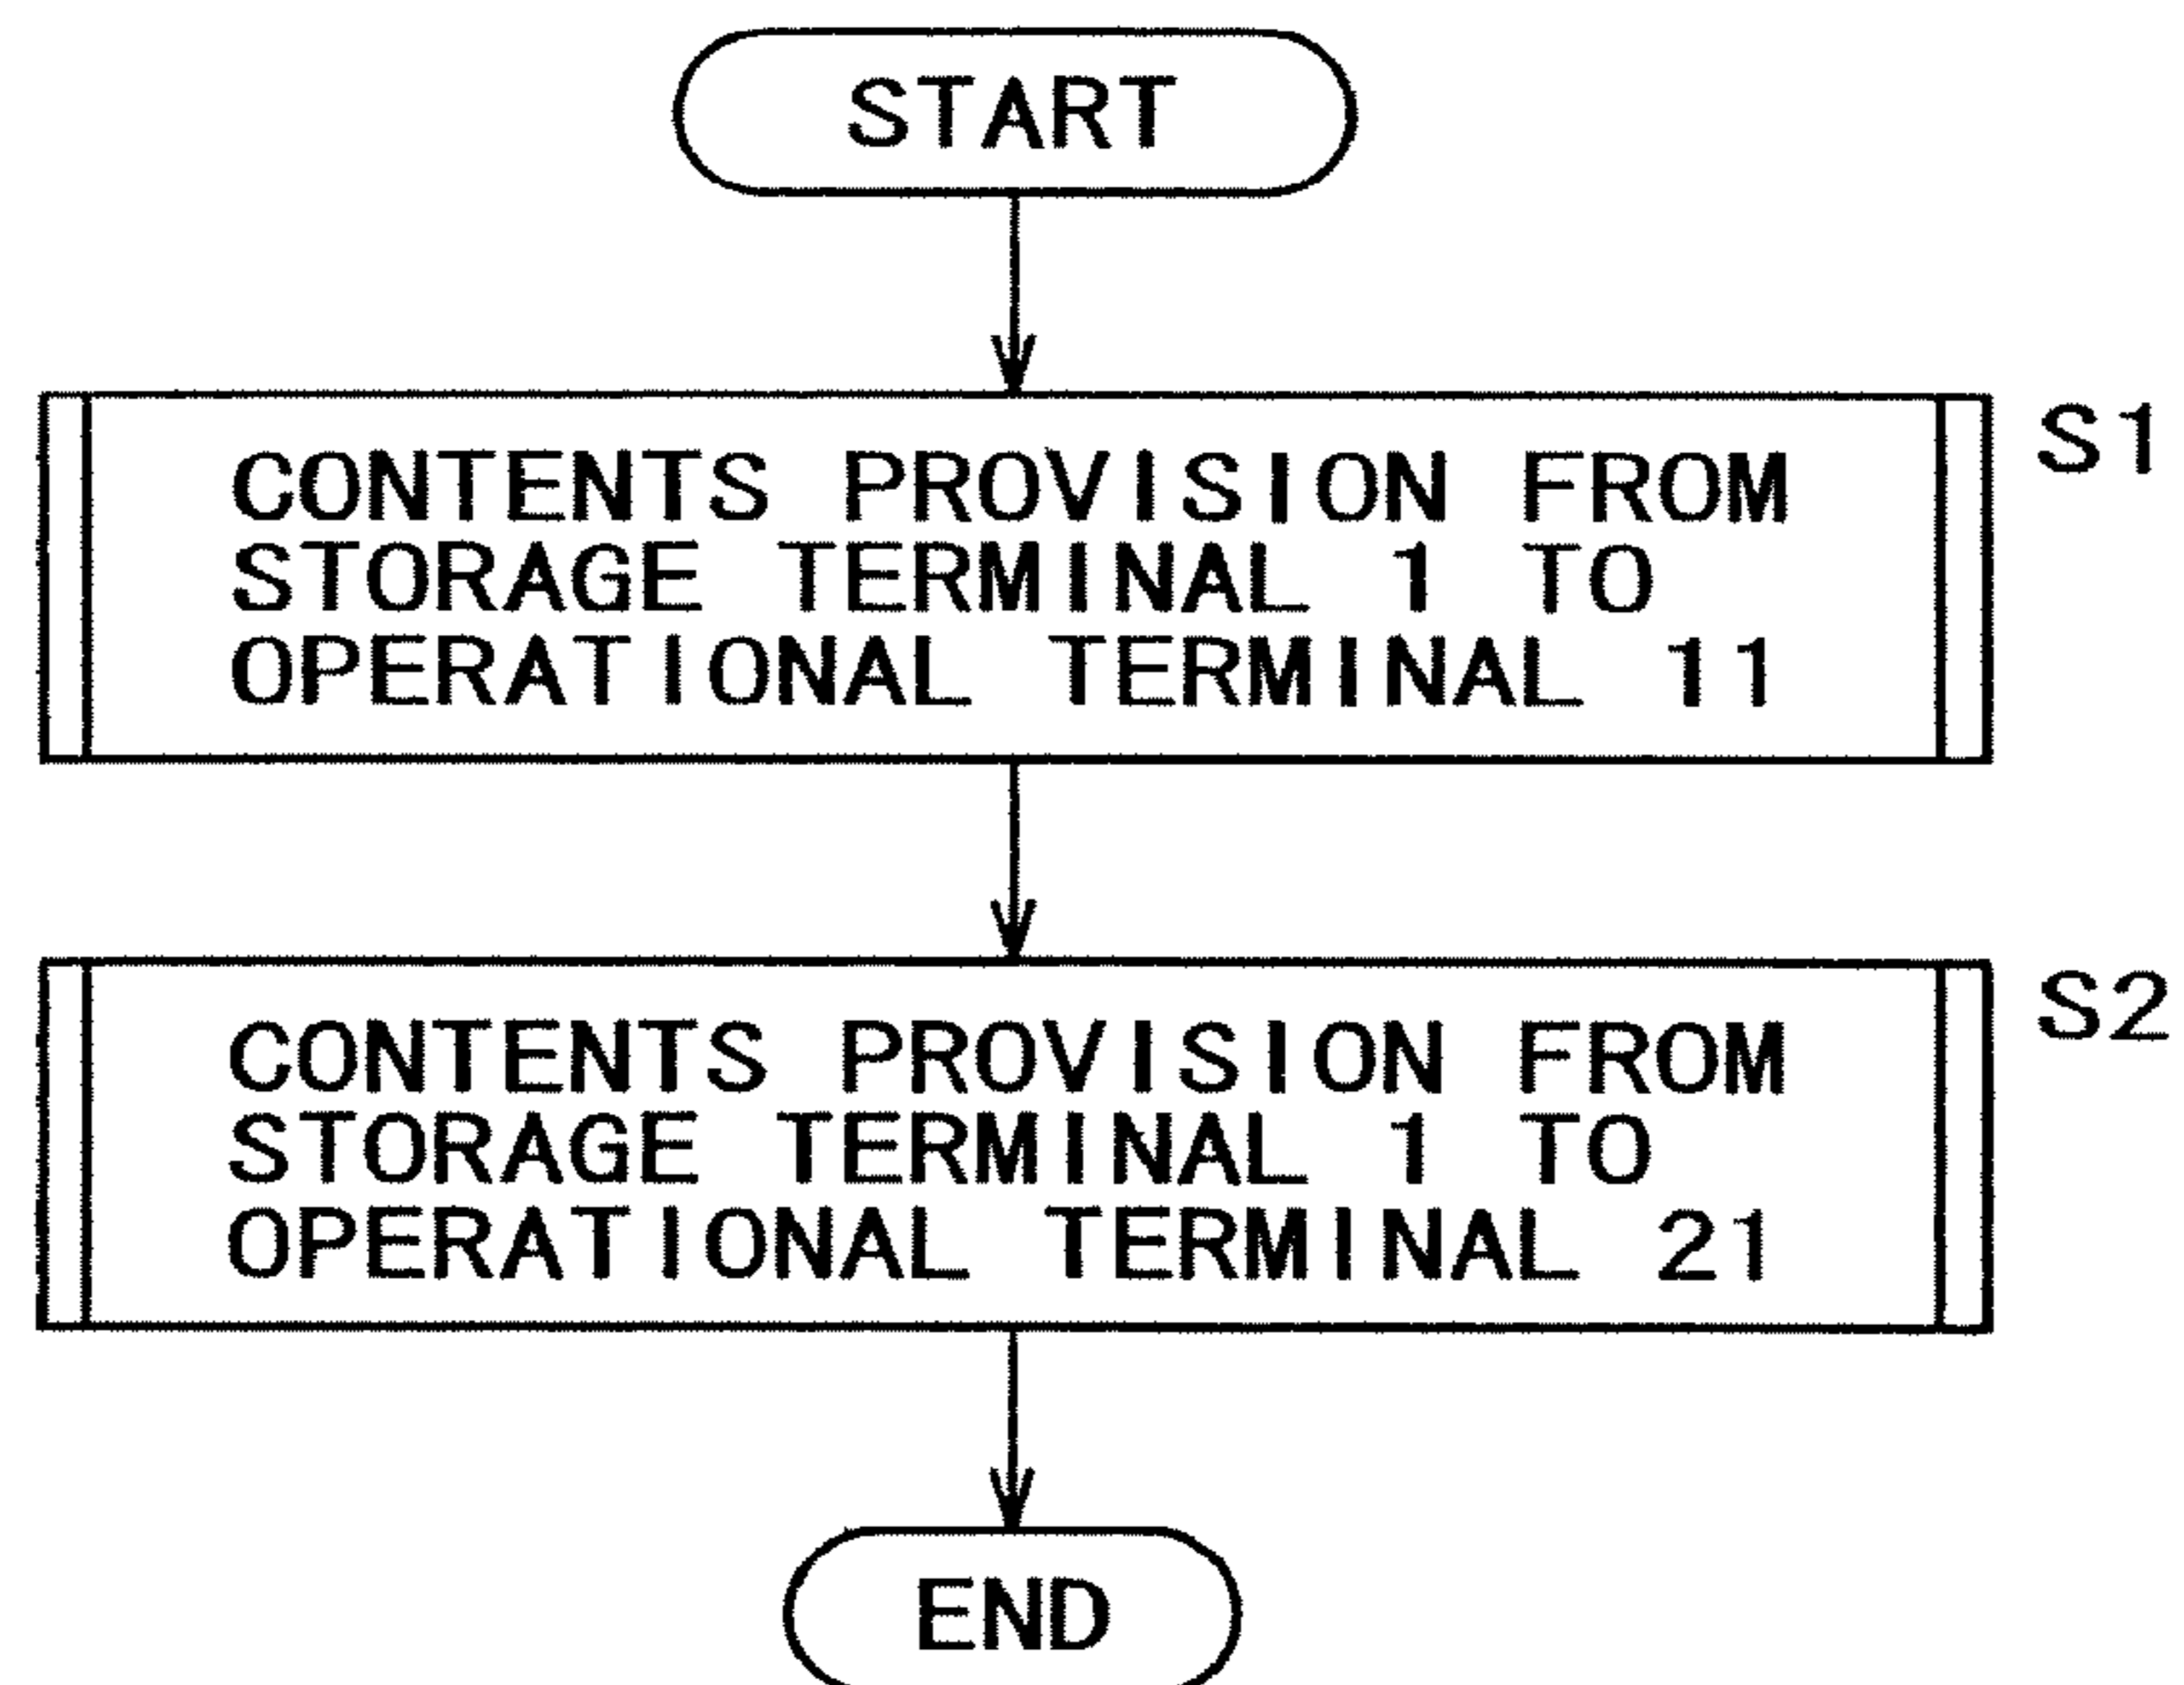 START
CONTENTS PROVISION FROM
STORAGE TERMINAL 1 TO
OPERATIONAL TERMINAL 11
S1
CONTENTS PROVISION FROM
STORAGE TERMINAL 1 TO
OPERATIONAL TERMINAL 21
S2
END